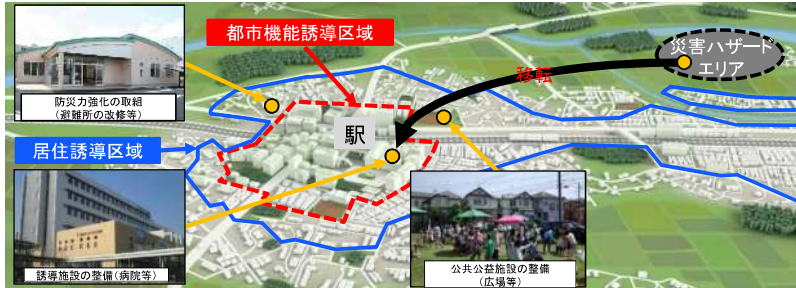 都市機能誘導区域
災害ハザード
エリア
移転
防災力強化の取組
(避難所の改修等)
駅
居住誘導区域
誘導施設の整備(病院等)
公共公益施設の整備
(広場等)